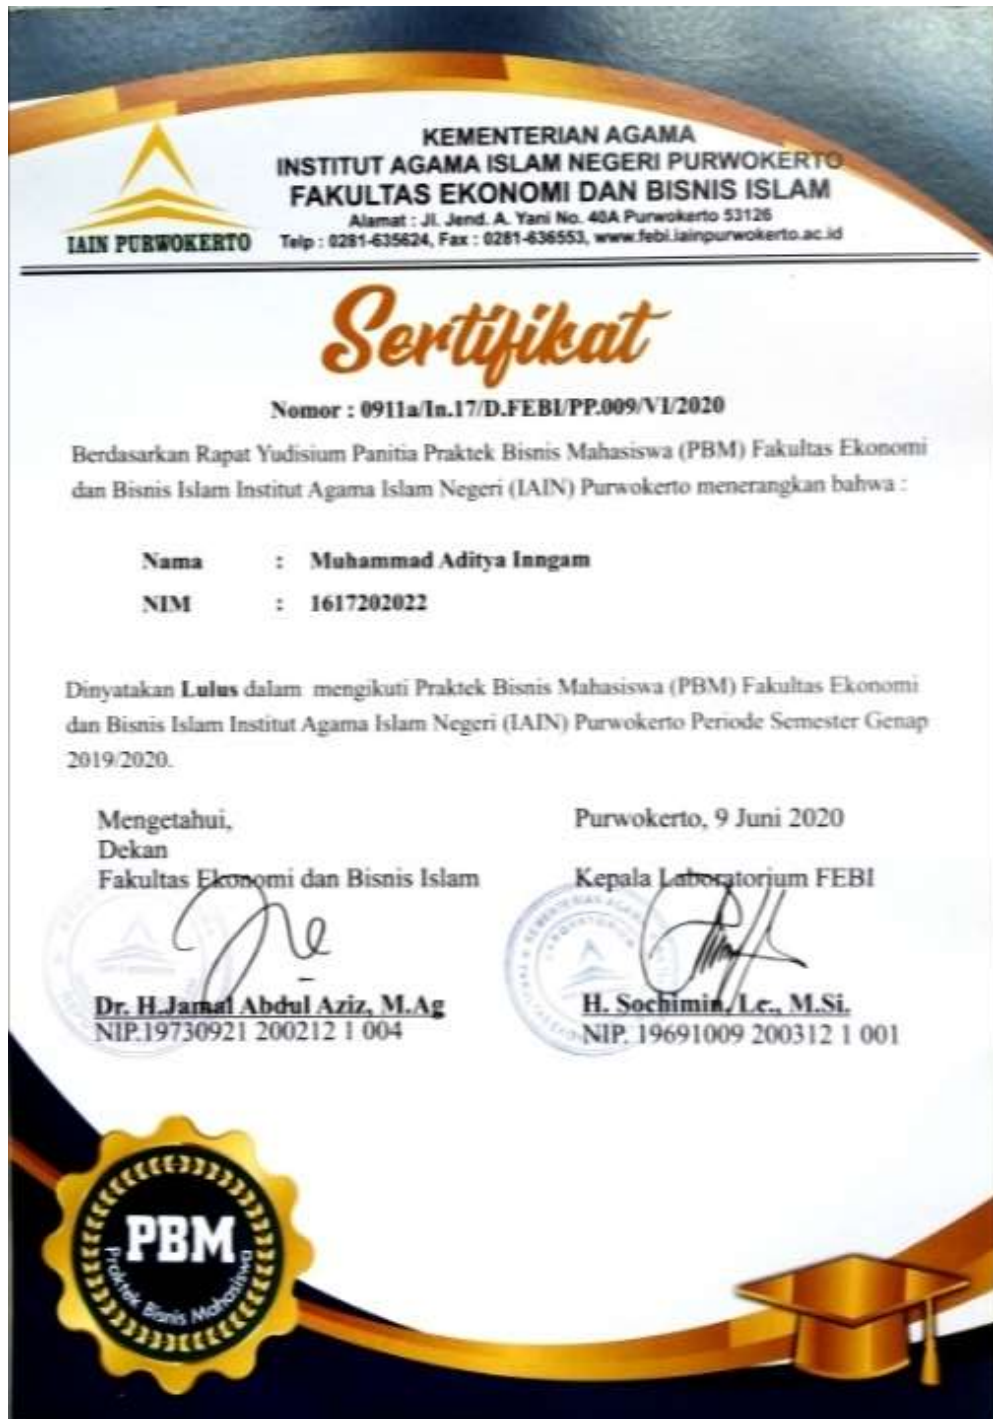 KEMENTERIAN AGAMA
INSTITUT AGAMA ISLAM NEGERI PURWOKERTO
FAKULTAS EKONOMI DAN BISNIS ISLAM
Alamat : Jl. Jend. A. Yani No. 40A Purwokerto 53126
Telp : 0281-635624, Fax : 0281-636553, www.febi.iainpurwokerto.ac.id
IAIN PURWOKERTO
Sertifikat
Nomor : 0911a/In.17/D.FEBI/PP.009/VI/2020
Berdasarkan Rapat Yudisium Panitia Praktek Bisnis Mahasiswa (PBM) Fakultas Ekonomi
dan Bisnis Islam Institut Agama Islam Negeri (IAIN) Purwokerto menerangkan bahwa :
Nama : Muhammad Aditya Inngam
NIM : 1617202022
Dinyatakan Lulus dalam mengikuti Praktek Bisnis Mahasiswa (PBM) Fakultas Ekonomi
dan Bisnis Islam Institut Agama Islam Negeri (IAIN) Purwokerto Periode Semester Genap
2019/2020.
Mengetahui,
Dekan
Fakultas Ekonomi dan Bisnis Islam
Dr. H.Jamal Abdul Aziz, M.Ag
NIP.19730921 200212 1 004
Purwokerto, 9 Juni 2020
Kepala Laboratorium FEBI
H. Sochimin, Lc., M.Si.
NIP. 19691009 200312 1 001
PBM
Praktek Bisnis Mahasiswa